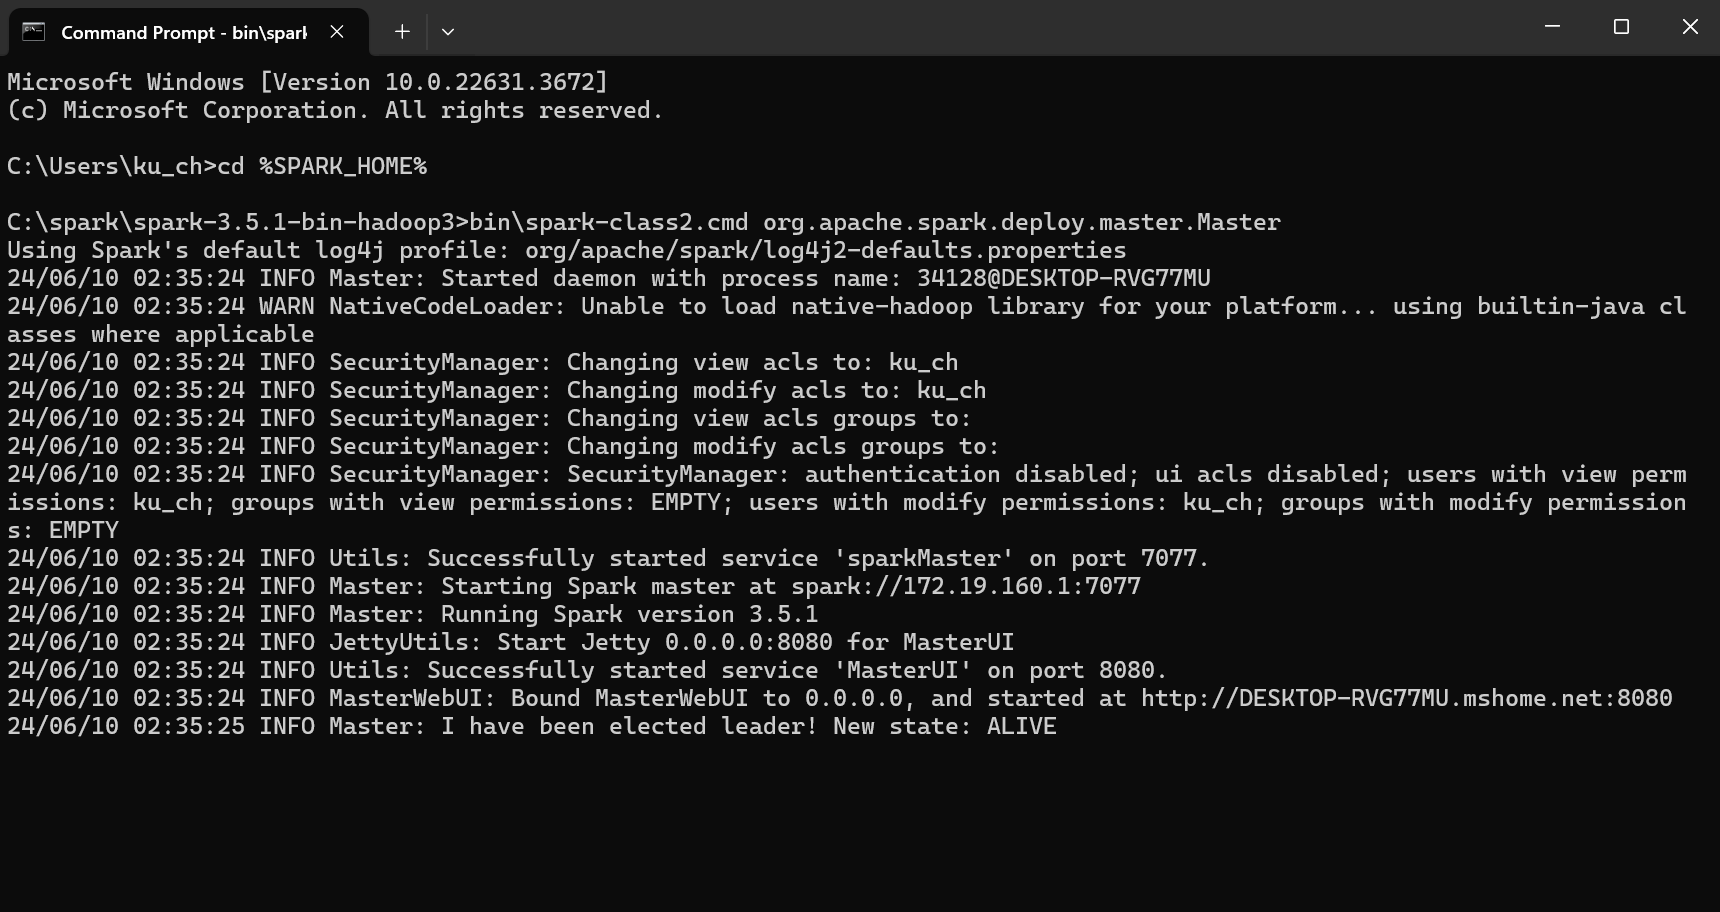 Command Prompt - bin\spark
Microsoft Windows [Version 10.0.22631.3672]
(c) Microsoft Corporation. All rights reserved.
C:\Users\ku_ch>cd %SPARK_HOME%
C:\spark\spark-3.5.1-bin-hadoop3>bin\spark-class2.cmd org.apache.spark.deploy.master.Master
Using Spark's default log4j profile: org/apache/spark/log4j2-defaults.properties
24/06/10 02:35:24 INFO Master: Started daemon with process name: 34128@DESKTOP-RVG77MU
24/06/10 02:35:24 WARN NativeCodeLoader: Unable to load native-hadoop library for your platform... using builtin-java cl
asses where applicable
24/06/10 02:35:24 INFO SecurityManager: Changing view acls to: ku_ch
24/06/10 02:35:24 INFO SecurityManager: Changing modify acls to: ku_ch
24/06/10 02:35:24 INFO SecurityManager: Changing view acls groups to:
24/06/10 02:35:24 INFO SecurityManager: Changing modify acls groups to:
24/06/10 02:35:24 INFO SecurityManager: SecurityManager: authentication disabled; ui acls disabled; users with view perm
issions: ku_ch; groups with view permissions: EMPTY; users with modify permissions: ku_ch; groups with modify permission
s: EMPTY
24/06/10 02:35:24 INFO Utils: Successfully started service 'sparkMaster' on port 7077.
24/06/10 02:35:24 INFO Master: Starting Spark master at spark://172.19.160.1:7077
24/06/10 02:35:24 INFO Master: Running Spark version 3.5.1
24/06/10 02:35:24 INFO JettyUtils: Start Jetty 0.0.0.0:8080 for MasterUI
24/06/10 02:35:24 INFO Utils: Successfully started service 'MasterUI' on port 8080.
24/06/10 02:35:24 INFO MasterWebUI: Bound MasterWebUI to 0.0.0.0, and started at http://DESKTOP-RVG77MU.mshome.net:8080
24/06/10 02:35:25 INFO Master: I have been elected leader! New state: ALIVE